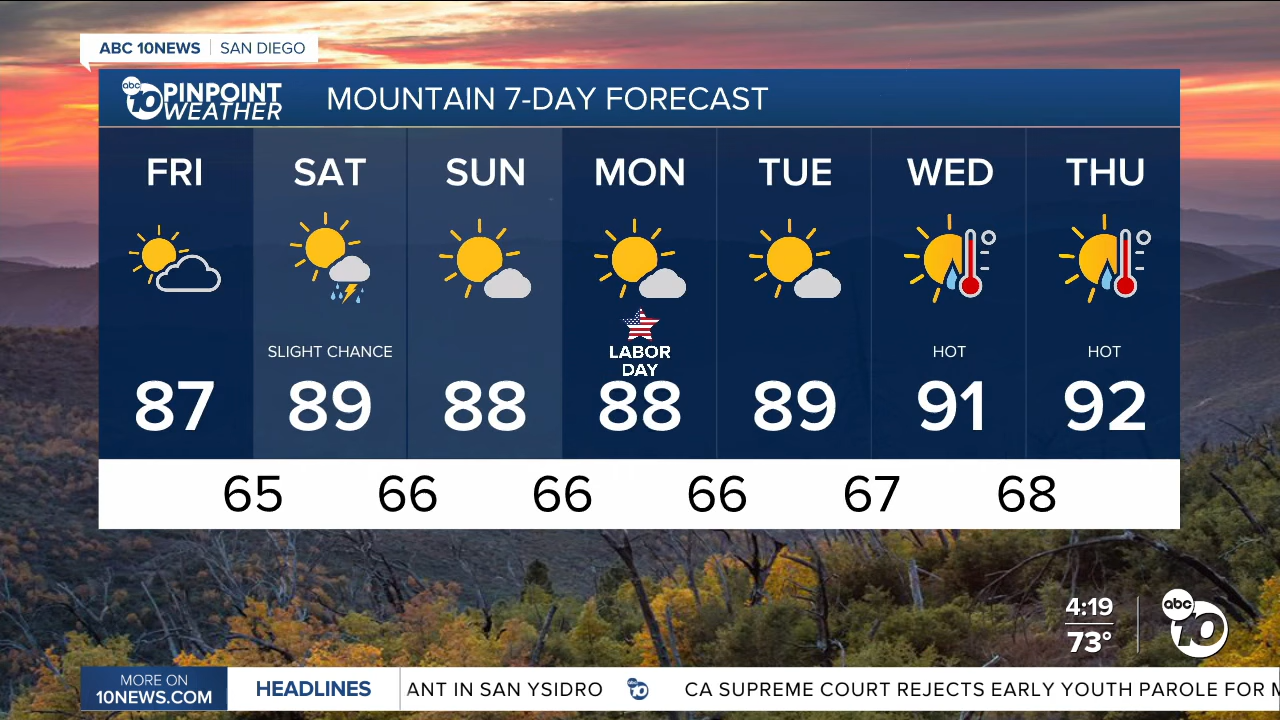 ABC 10NEWS | SAN DIEGO
abc 10 PINPOINT WEATHER
MOUNTAIN 7-DAY FORECAST
FRI SAT SUN MON TUE WED THU
SLIGHT CHANCE
LABOR DAY
HOT
HOT
87 89 88 88 89 91 92
65 66 66 66 67 68
4:19
73°
abc 10
MORE ON
10NEWS.COM
HEADLINES
ANT IN SAN YSIDRO
abc 10
CA SUPREME COURT REJECTS EARLY YOUTH PAROLE FOR